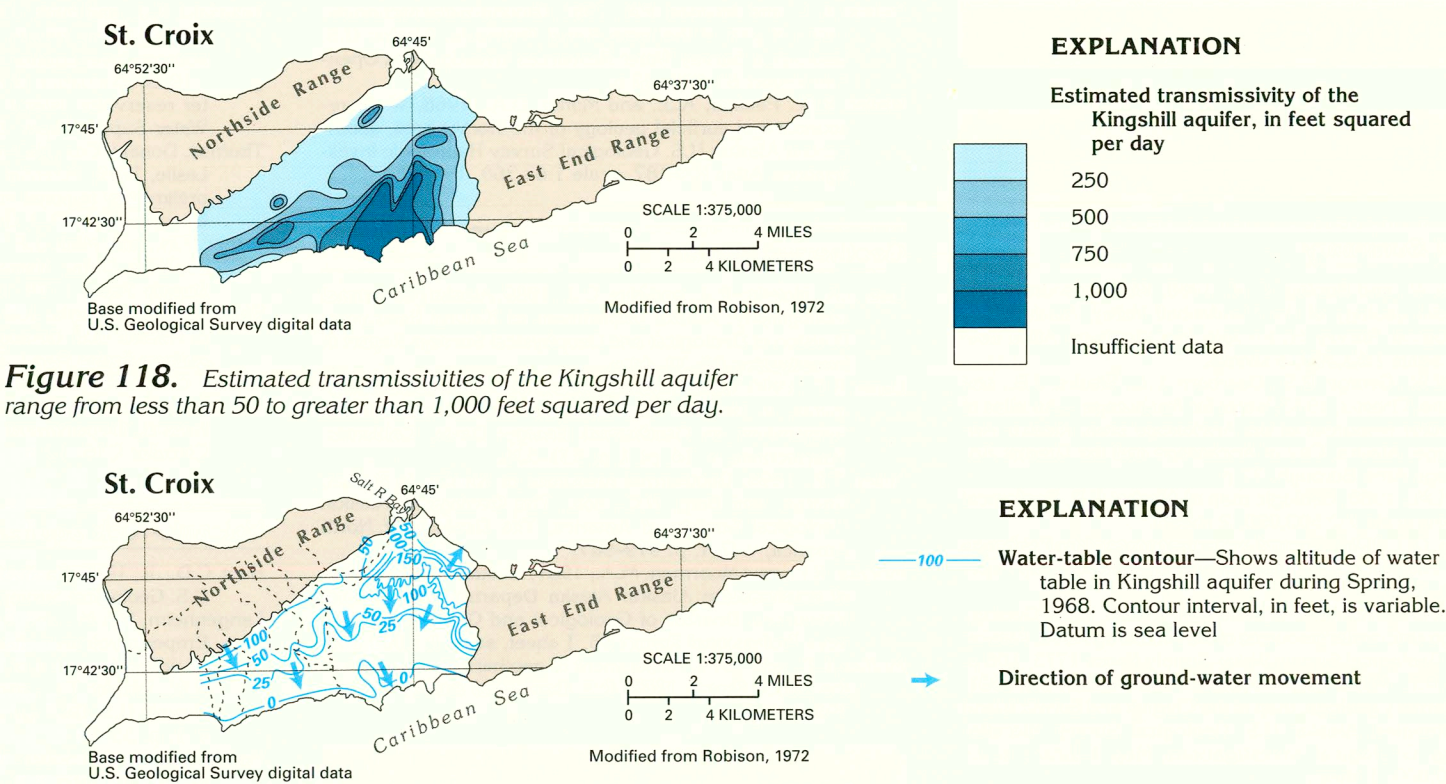 St. Croix
64°52'30''
64°45'
64°37'30''
17°45'
Northside Range
East End Range
17°42'30''
SCALE 1:375,000
0 2 4 MILES
0 2 4 KILOMETERS
Caribbean Sea
Base modified from
U.S. Geological Survey digital data
Modified from Robison, 1972
EXPLANATION
Estimated transmissivity of the
Kingshill aquifer, in feet squared
per day
250
500
750
1,000
Insufficient data
Figure 118. Estimated transmissivities of the Kingshill aquifer
range from less than 50 to greater than 1,000 feet squared per day.
St. Croix
Salt R Bay
64°52'30''
64°45'
64°37'30''
17°45'
Northside Range
East End Range
50
50
100
150
100
50
25
100
50
25
0
0
17°42'30''
SCALE 1:375,000
0 2 4 MILES
0 2 4 KILOMETERS
Caribbean Sea
Base modified from
U.S. Geological Survey digital data
Modified from Robison, 1972
EXPLANATION
100 Water-table contour—Shows altitude of water
table in Kingshill aquifer during Spring,
1968. Contour interval, in feet, is variable.
Datum is sea level
Direction of ground-water movement